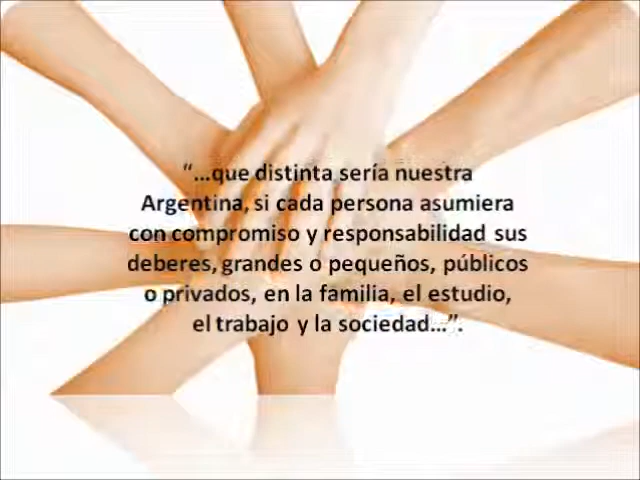 “...que distinta sería nuestra
Argentina, si cada persona asumiera
con compromiso y responsabilidad sus
deberes, grandes o pequeños, públicos
o privados, en la familia, el estudio,
el trabajo y la sociedad...”.